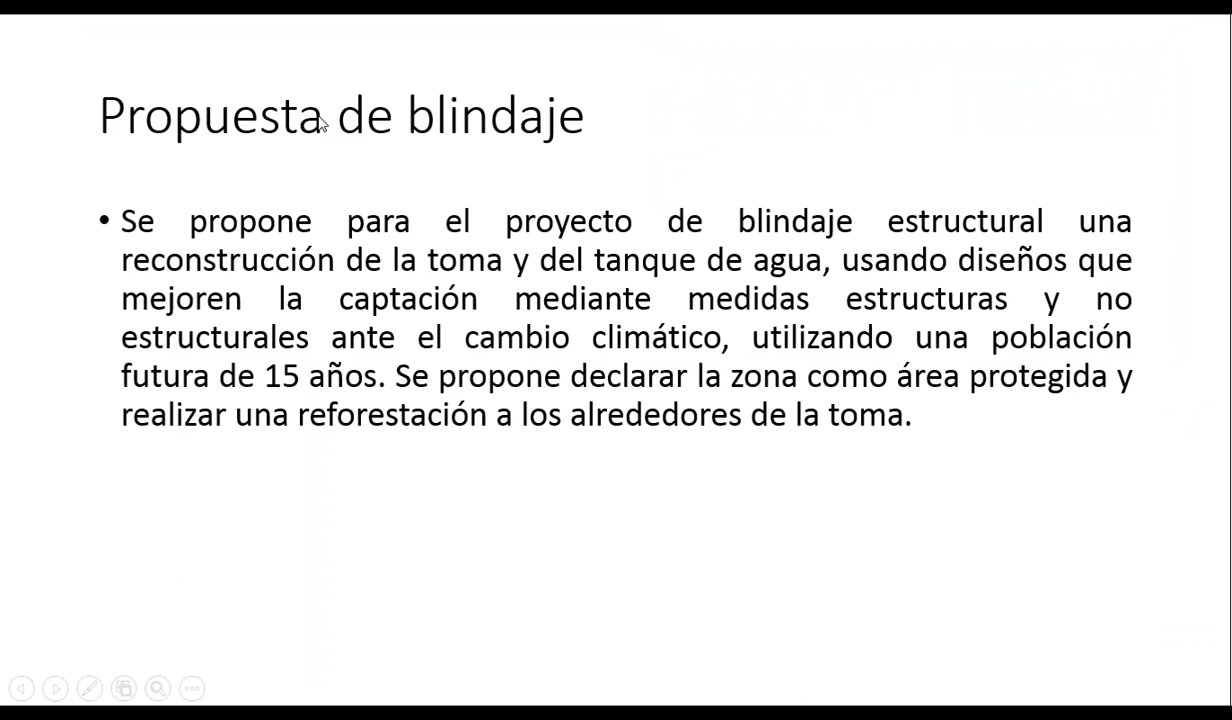 Propuesta de blindaje
• Se propone para el proyecto de blindaje estructural una
reconstrucción de la toma y del tanque de agua, usando diseños que
mejoren la captación mediante medidas estructuras y no
estructurales ante el cambio climático, utilizando una población
futura de 15 años. Se propone declarar la zona como área protegida y
realizar una reforestación a los alrededores de la toma.